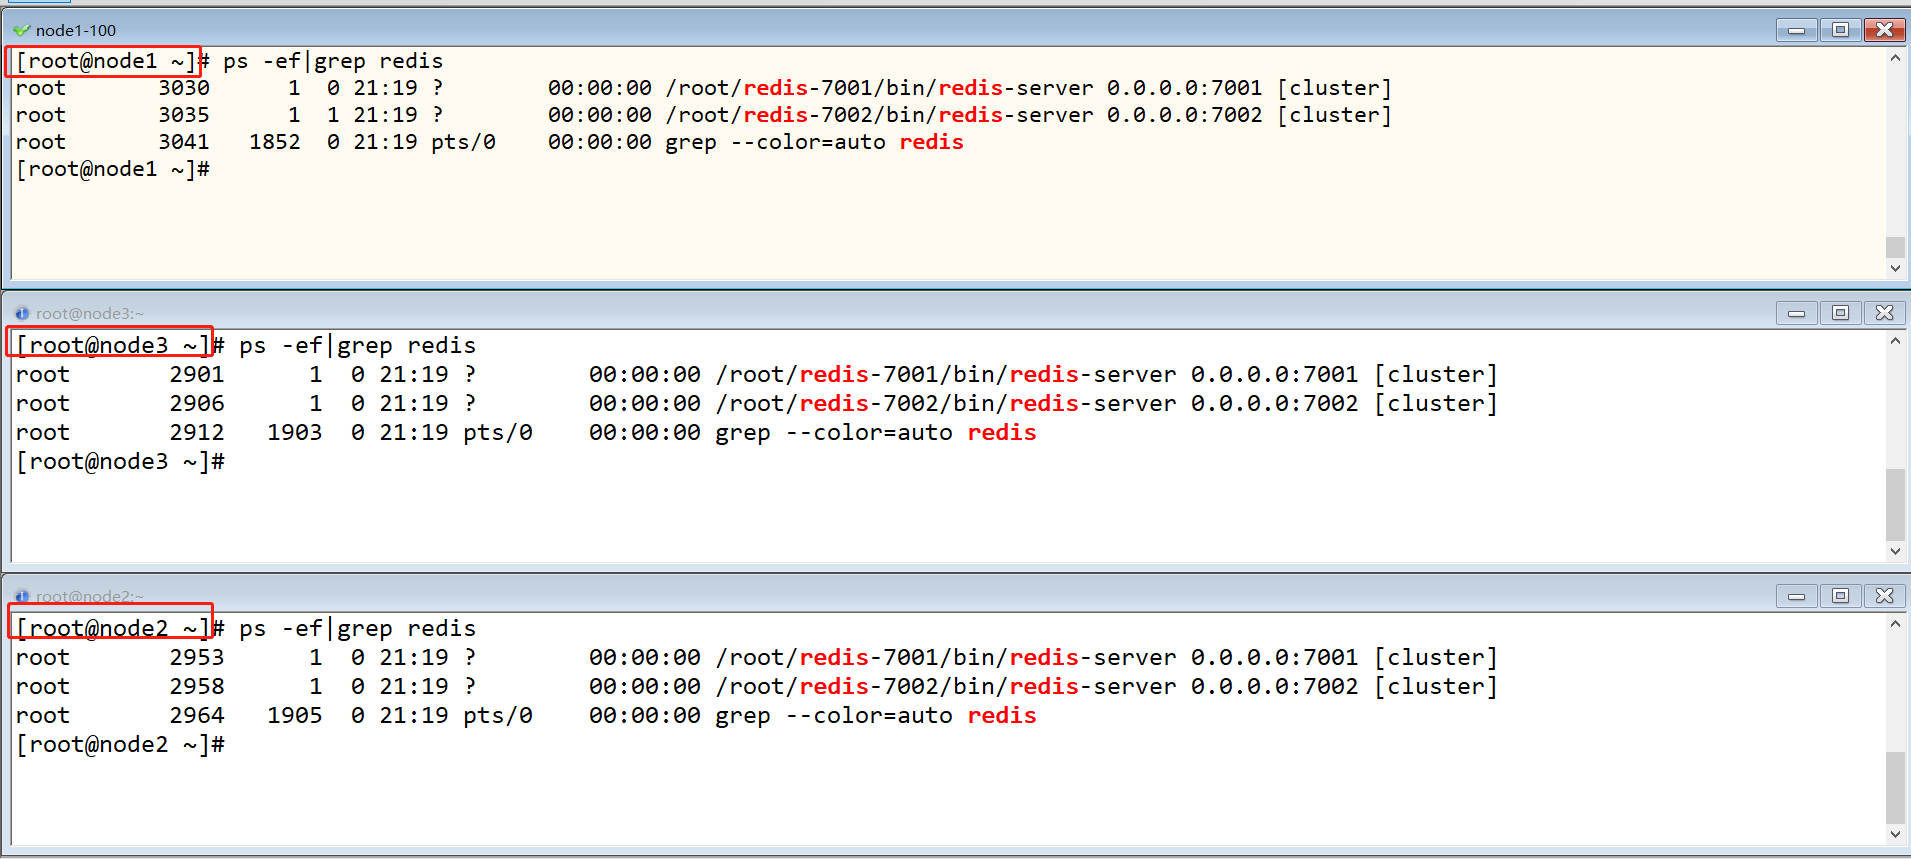 node1-100
[root@node1 ~]# ps -ef|grep redis
root       3030      1  0 21:19 ?        00:00:00 /root/redis-7001/bin/redis-server 0.0.0.0:7001 [cluster]
root       3035      1  1 21:19 ?        00:00:00 /root/redis-7002/bin/redis-server 0.0.0.0:7002 [cluster]
root       3041   1852  0 21:19 pts/0    00:00:00 grep --color=auto redis
[root@node1 ~]#
root@node3:~
[root@node3 ~]# ps -ef|grep redis
root       2901      1  0 21:19 ?        00:00:00 /root/redis-7001/bin/redis-server 0.0.0.0:7001 [cluster]
root       2906      1  0 21:19 ?        00:00:00 /root/redis-7002/bin/redis-server 0.0.0.0:7002 [cluster]
root       2912   1903  0 21:19 pts/0    00:00:00 grep --color=auto redis
[root@node3 ~]#
root@node2:~
[root@node2 ~]# ps -ef|grep redis
root       2953      1  0 21:19 ?        00:00:00 /root/redis-7001/bin/redis-server 0.0.0.0:7001 [cluster]
root       2958      1  0 21:19 ?        00:00:00 /root/redis-7002/bin/redis-server 0.0.0.0:7002 [cluster]
root       2964   1905  0 21:19 pts/0    00:00:00 grep --color=auto redis
[root@node2 ~]#